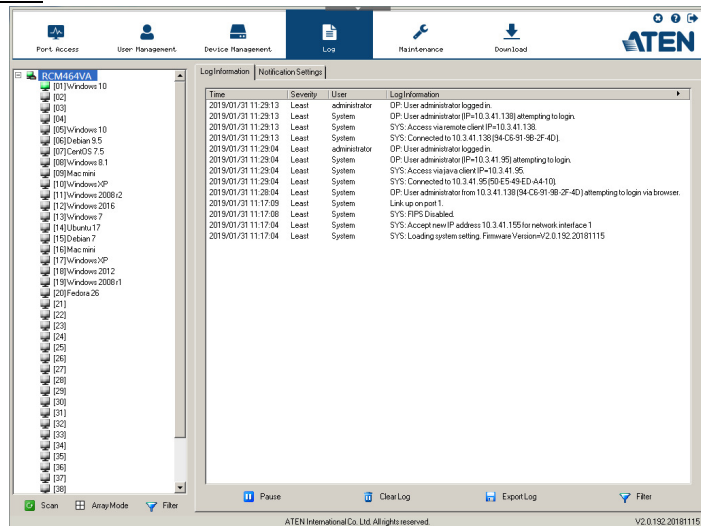 Port Access
User Management
Device Management
Log
Maintenance
Download
ATEN
RCM464VA
[01]Windows 10
[02]
[03]
[04]
[05]Windows 10
[06]Debian 9.5
[07]CentOS 7.5
[08]Windows 8.1
[09]Mac mini
[10]Windows XP
[11]Windows 2008 r2
[12]Windows 2016
[13]Windows 7
[14]Ubuntu 17
[15]Debian 7
[16]Mac mini
[17]Windows XP
[18]Windows 2012
[19]Windows 2008 r1
[20]Fedora 26
[21]
[22]
[23]
[24]
[25]
[26]
[27]
[28]
[29]
[30]
[31]
[32]
[33]
[34]
[35]
[36]
[37]
[38]
Scan Array Mode Filter
Log Information Notification Settings
Time Severity User Log Information
2019/01/31 11:29:13 Least administrator OP: User administrator logged in.
2019/01/31 11:29:13 Least System OP: User administrator (IP=10.3.41.138) attempting to login.
2019/01/31 11:29:13 Least System SYS: Access via remote client IP=10.3.41.138.
2019/01/31 11:29:13 Least System SYS: Connected to 10.3.41.138 (94-C6-91-9B-2F-4D).
2019/01/31 11:29:04 Least administrator OP: User administrator logged in.
2019/01/31 11:29:04 Least System OP: User administrator (IP=10.3.41.95) attempting to login.
2019/01/31 11:29:04 Least System SYS: Access via java client IP=10.3.41.95.
2019/01/31 11:29:04 Least System SYS: Connected to 10.3.41.95 (50-E5-49-ED-A4-10).
2019/01/31 11:28:04 Least System OP: User administrator from 10.3.41.138 (94-C6-91-9B-2F-4D) attempting to login via browser.
2019/01/31 11:17:09 Least System Link up on port 1.
2019/01/31 11:17:08 Least System SYS: FIPS Disabled.
2019/01/31 11:17:04 Least System SYS: Accept new IP address 10.3.41.155 for network interface 1
2019/01/31 11:17:04 Least System SYS: Loading system setting. Firmware Version=V2.0.192.20181115
Pause Clear Log Export Log Filter
ATEN International Co. Ltd. All rights reserved.
V2.0.192.20181115